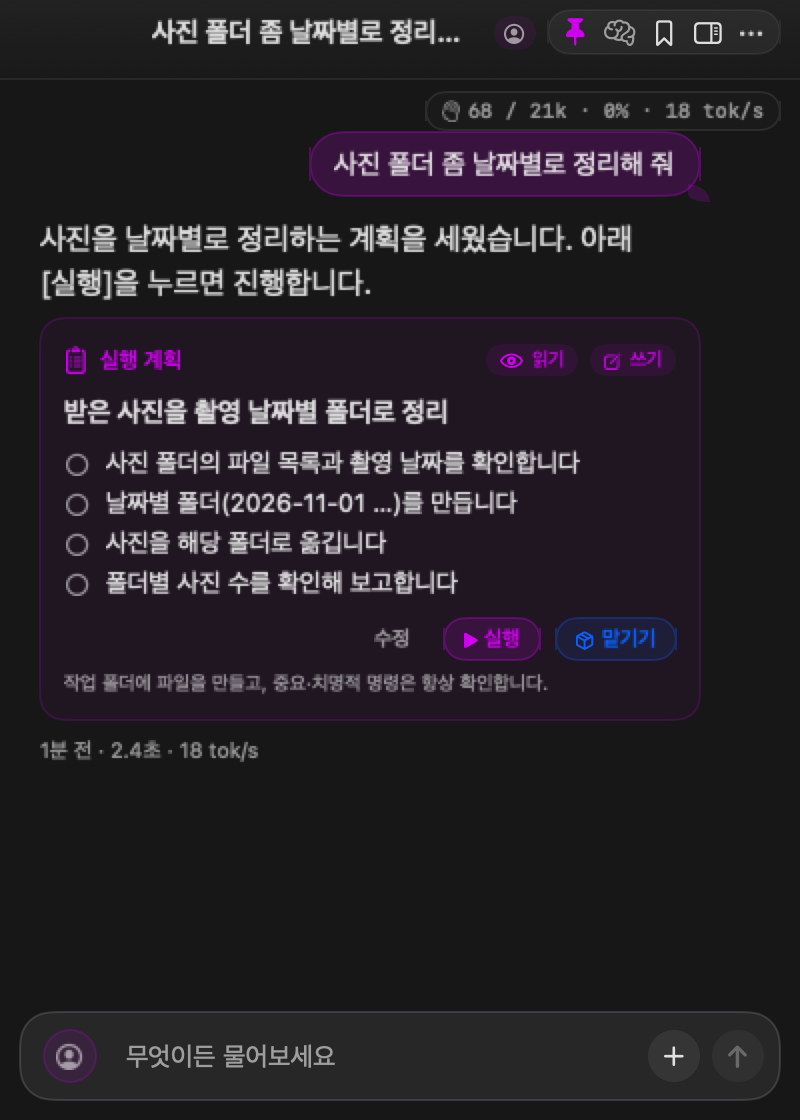 사진 폴더 좀 날짜별로 정리...
68 / 21k · 0% · 18 tok/s
사진 폴더 좀 날짜별로 정리해 줘
사진을 날짜별로 정리하는 계획을 세웠습니다. 아래
[실행]을 누르면 진행합니다.
실행 계획
읽기
쓰기
받은 사진을 촬영 날짜별 폴더로 정리
사진 폴더의 파일 목록과 촬영 날짜를 확인합니다
날짜별 폴더(2026-11-01 ...)를 만듭니다
사진을 해당 폴더로 옮깁니다
폴더별 사진 수를 확인해 보고합니다
수정
실행
맡기기
작업 폴더에 파일을 만들고, 중요·치명적 명령은 항상 확인합니다.
1분 전 · 2.4초 · 18 tok/s
무엇이든 물어보세요